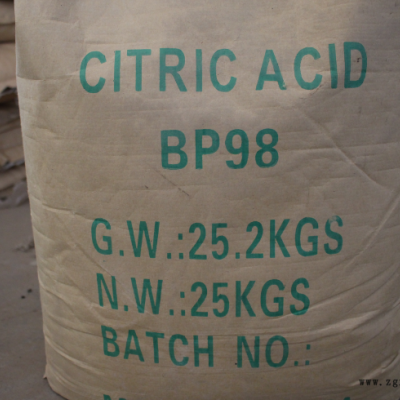 CITRIC ACID
BP98
G.W.:25.2KGS
N.W.:25KGS
BATCH NO.: